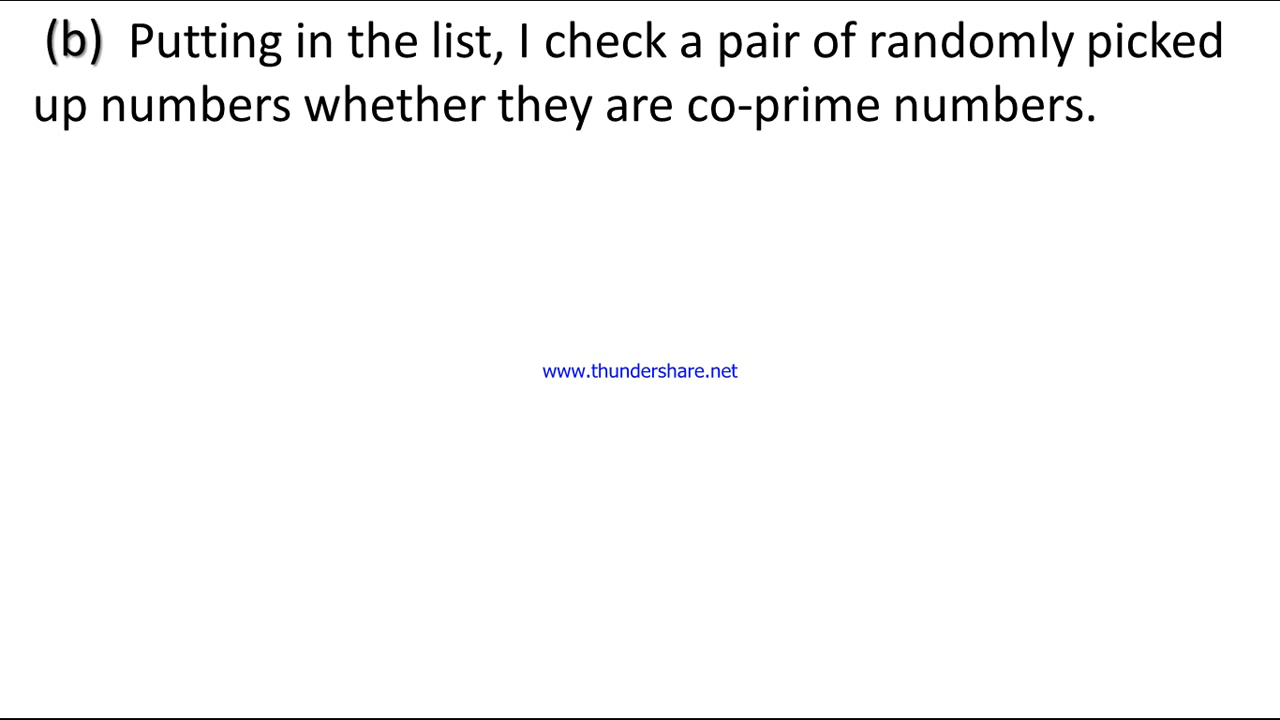 (b) Putting in the list, I check a pair of randomly picked
up numbers whether they are co-prime numbers.
www.thundershare.net